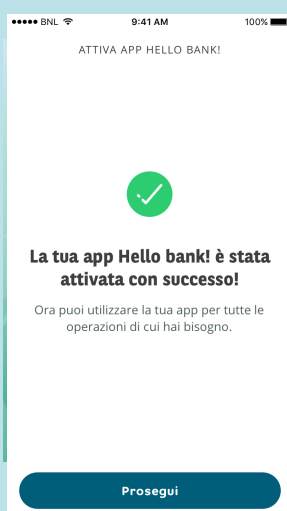 BNL 9:41 AM 100%
ATTIVA APP HELLO BANK!
La tua app Hello bank! è stata
attivata con successo!
Ora puoi utilizzare la tua app per tutte le
operazioni di cui hai bisogno.
Prosegui